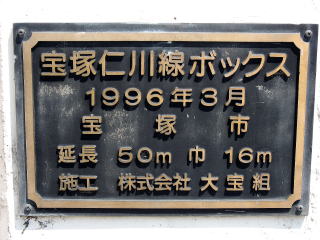 宝塚仁川線ボックス
1996年3月
宝塚市
延長 50m 巾 16m
施工 株式会社 大宝組